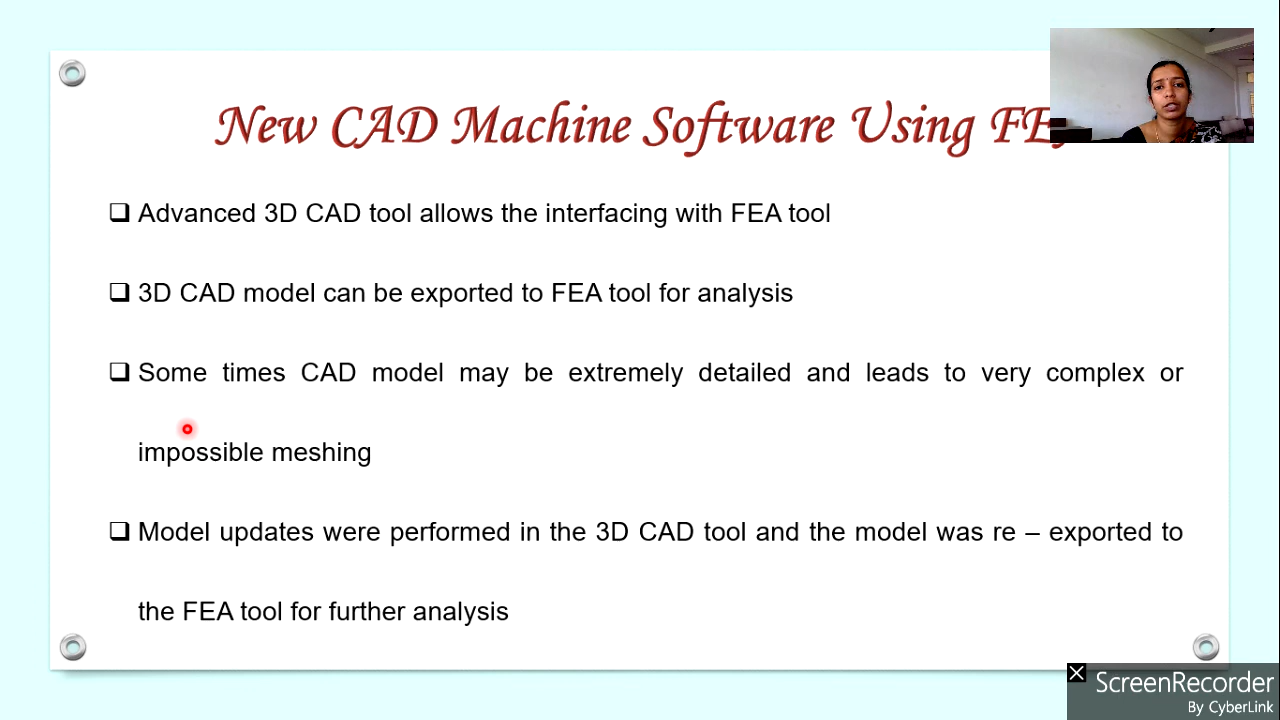 New CAD Machine Software Using
Advanced 3D CAD tool allows the interfacing with FEA tool
3D CAD model can be exported to FEA tool for analysis
Some times CAD model may be extremely detailed and leads to very complex or
impossible meshing
Model updates were performed in the 3D CAD tool and the model was re – exported to
the FEA tool for further analysis
ScreenRecorder
By CyberLink